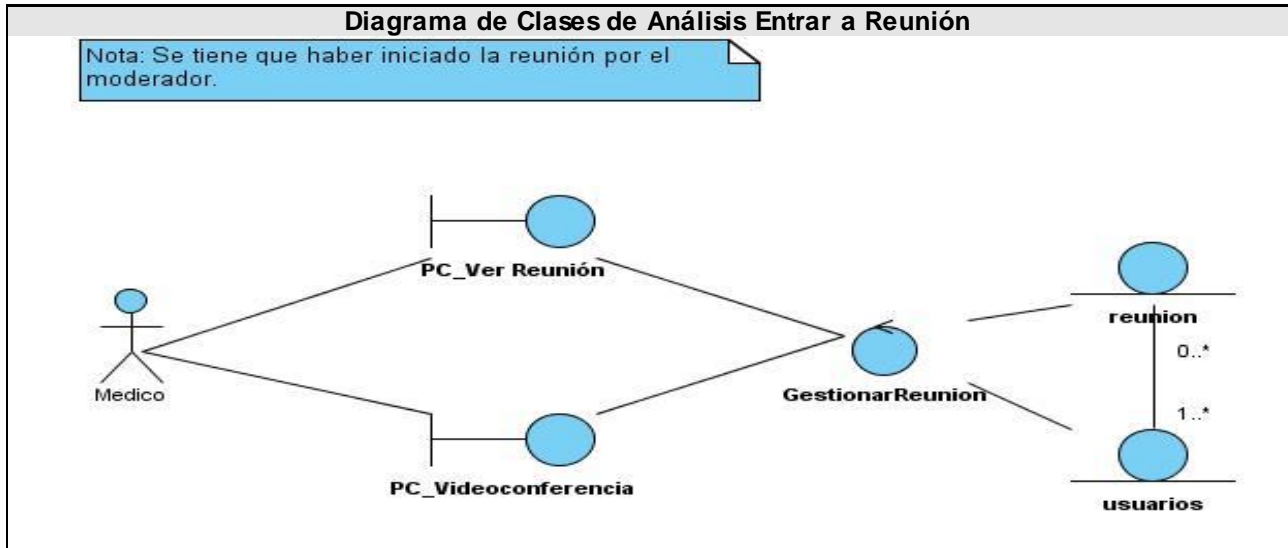 Diagrama de Clases de Análisis Entrar a Reunión
Nota: Se tiene que haber iniciado la reunión por el
moderador.
PC_Ver Reunión
reunion
0..*
Medico
GestionarReunion
1..*
PC_Videoconferencia
usuarios